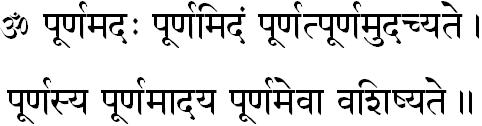 ॐ पूर्णमदः पूर्णमिदं पूर्णत्पूर्णमुदच्यते।
पूर्णस्य पूर्णमादय पूर्णमेवा वशिष्यते॥